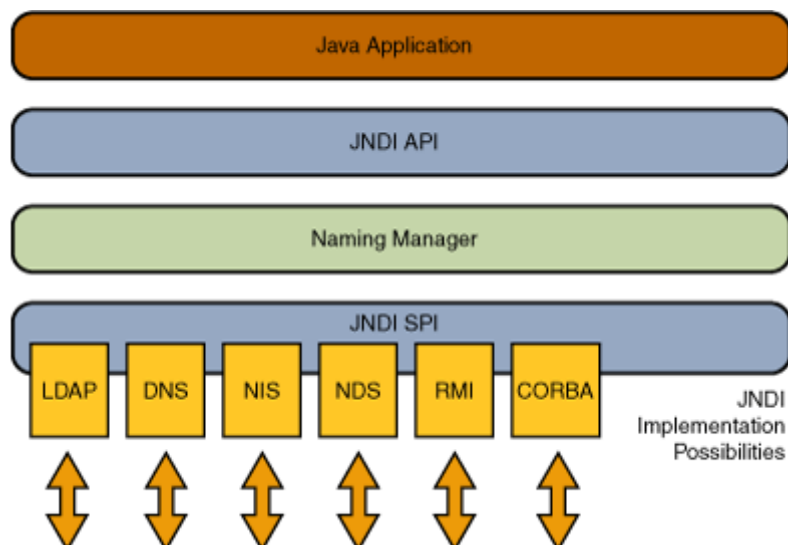 Java Application
JNDI API
Naming Manager
JNDI SPI
LDAP
DNS
NIS
NDS
RMI
CORBA
JNDI
Implementation
Possibilities